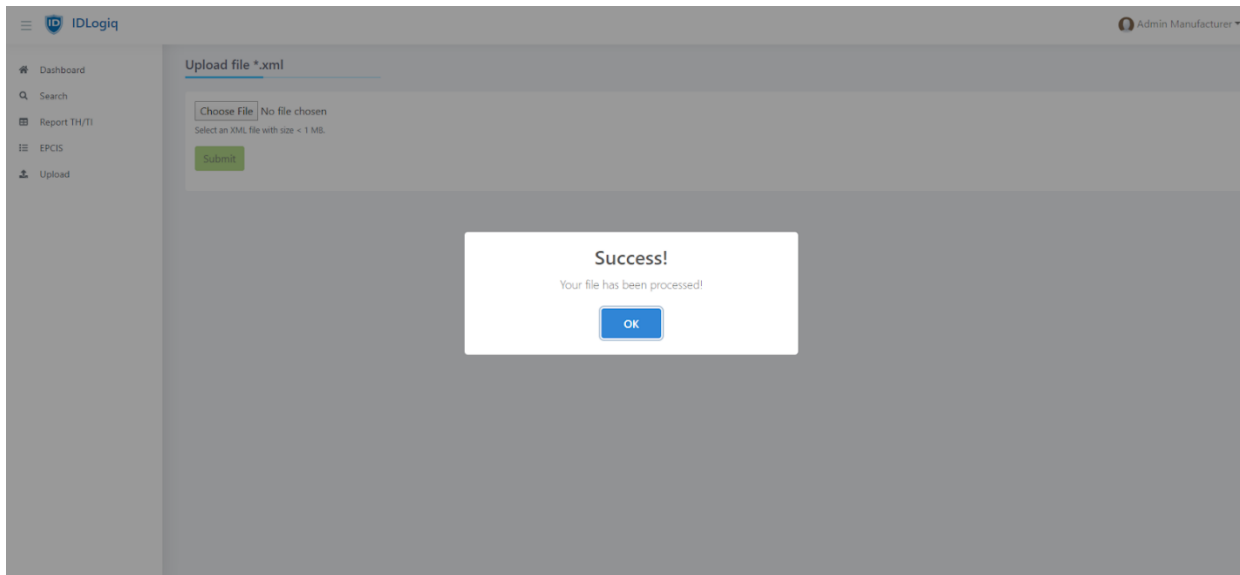 ID IDLogiq
Admin Manufacturer
Dashboard
Search
Report TH/TI
EPCIS
Upload
Upload file *.xml
Choose File No file chosen
Select an XML file with size < 1 MB.
Submit
Success!
Your file has been processed!
OK